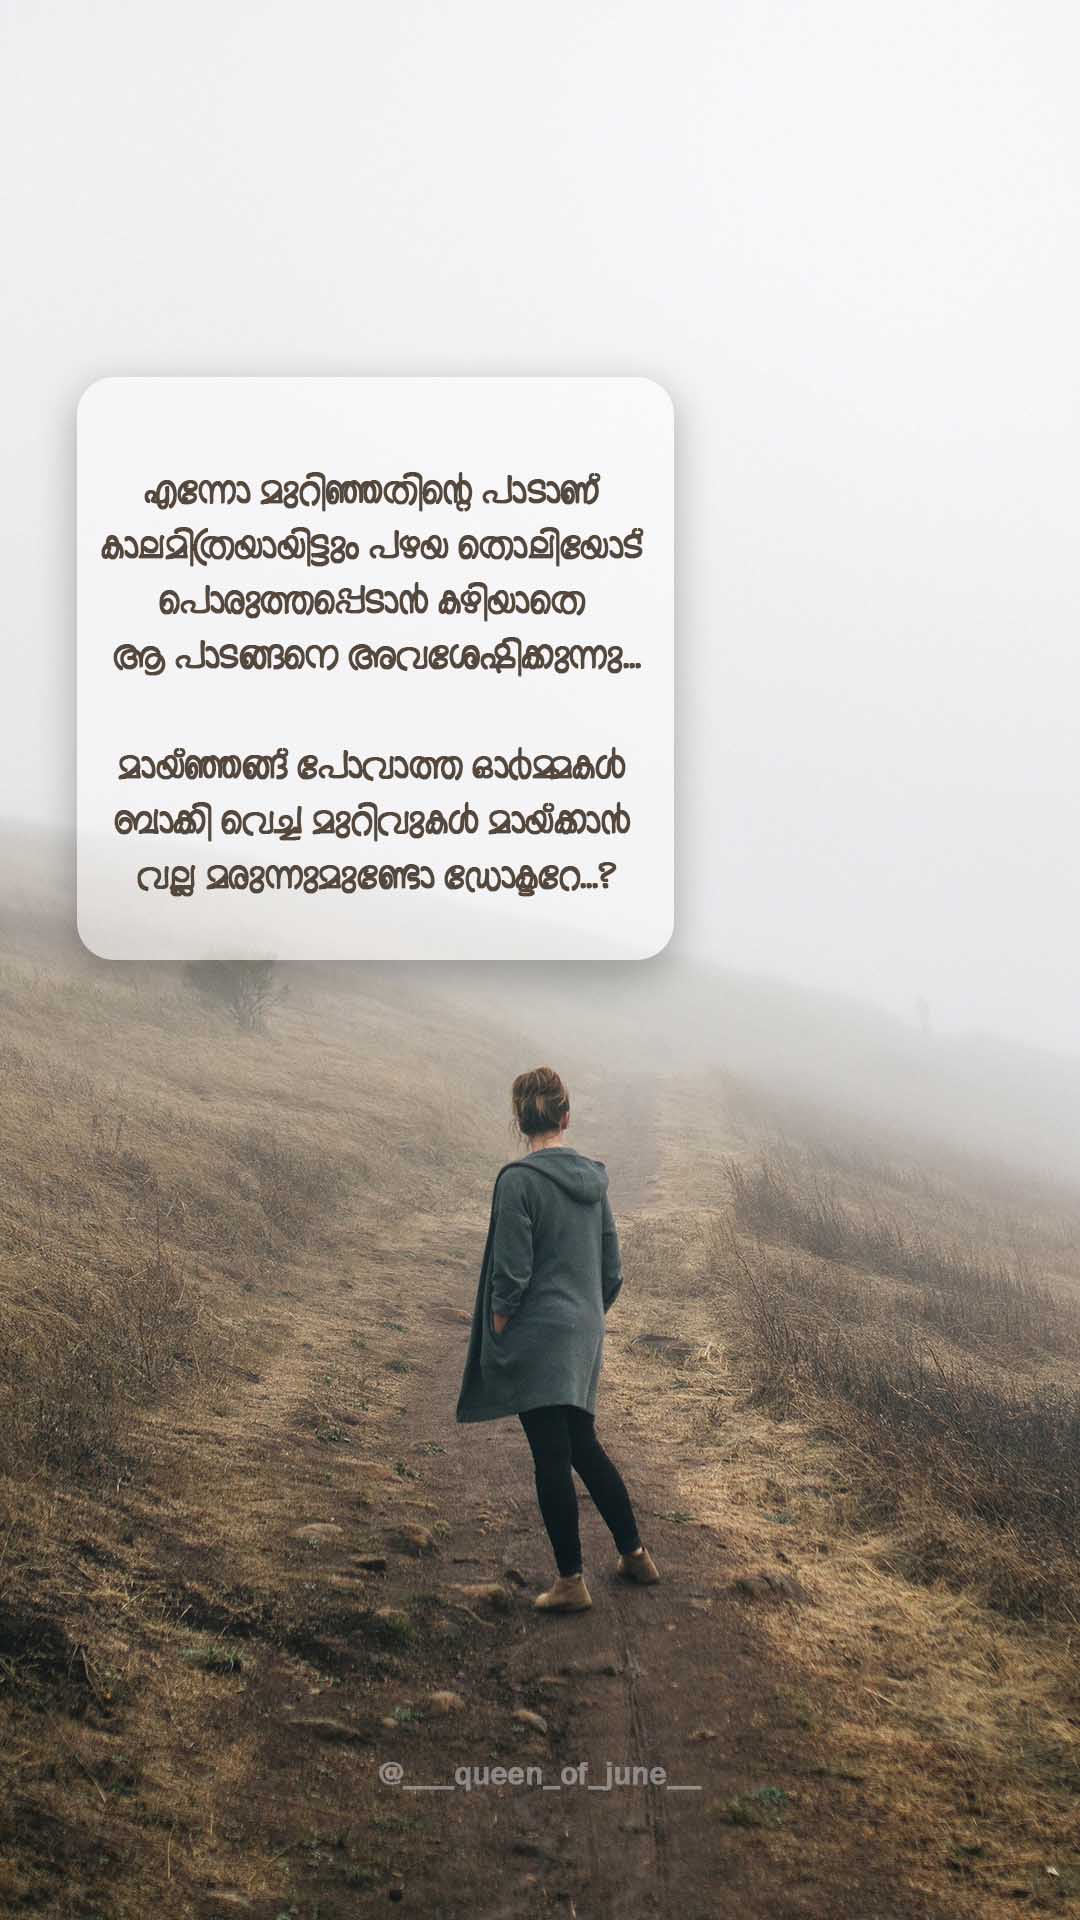 എന്നോ മുറിഞ്ഞതിന്റെ പാടാണ്
കാലമിത്രയായിട്ടും പഴയ തൊലിയോട്
പൊരുത്തപ്പെടാൻ കഴിയാതെ
ആ പാടങ്ങനെ അവശേഷിക്കുന്നു...
മായ്ഞ്ഞങ്ങ് പോവാത്ത ഓർമ്മകൾ
ബാക്കി വെച്ച മുറിവുകൾ മായ്ക്കാൻ
വല്ല മരുന്നുമുണ്ടോ ഡോക്ടറേ...?
@___queen_of_june__